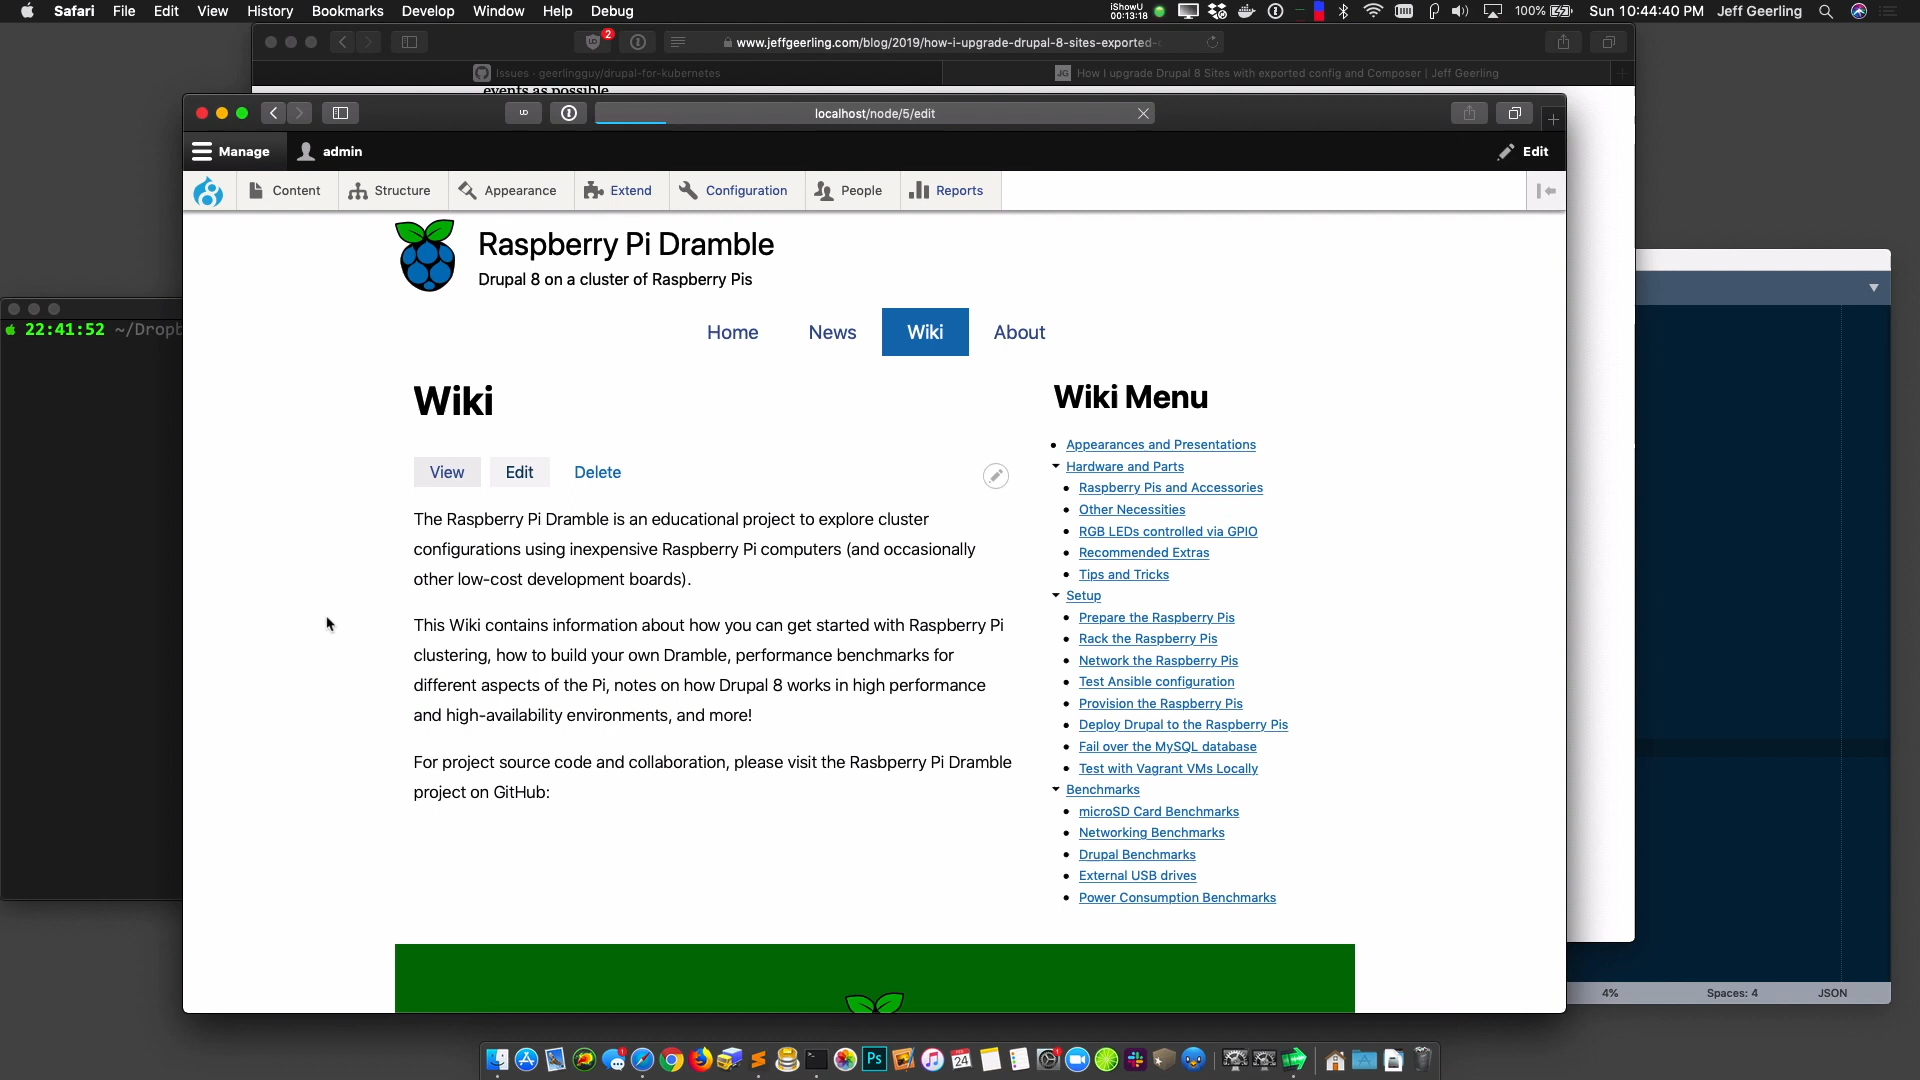 Safari File Edit View History Bookmarks Develop Window Help Debug
iShowU
00:13:18
100%
Sun 10:44:40 PM Jeff Geerling
2
www.jeffgeerling.com/blog/2019/how-i-upgrade-drupal-8-sites-exported-
Issues · geerlingguy/drupal-for-kubernetes
JG How I upgrade Drupal 8 Sites with exported config and Composer | Jeff Geerling
events as possible
localhost/node/5/edit
Manage
admin
Edit
Content
Structure
Appearance
Extend
Configuration
People
Reports
Raspberry Pi Dramble
Drupal 8 on a cluster of Raspberry Pis
22:41:52 ~/Dropb
Home
News
Wiki
About
Wiki
View
Edit
Delete
The Raspberry Pi Dramble is an educational project to explore cluster
configurations using inexpensive Raspberry Pi computers (and occasionally
other low-cost development boards).
This Wiki contains information about how you can get started with Raspberry Pi
clustering, how to build your own Dramble, performance benchmarks for
different aspects of the Pi, notes on how Drupal 8 works in high performance
and high-availability environments, and more!
For project source code and collaboration, please visit the Rasbperry Pi Dramble
project on GitHub:
Wiki Menu
Appearances and Presentations
Hardware and Parts
Raspberry Pis and Accessories
Other Necessities
RGB LEDs controlled via GPIO
Recommended Extras
Tips and Tricks
Setup
Prepare the Raspberry Pis
Rack the Raspberry Pis
Network the Raspberry Pis
Test Ansible configuration
Provision the Raspberry Pis
Deploy Drupal to the Raspberry Pis
Fail over the MySQL database
Test with Vagrant VMs Locally
Benchmarks
microSD Card Benchmarks
Networking Benchmarks
Drupal Benchmarks
External USB drives
Power Consumption Benchmarks
4%
Spaces: 4
JSON
Ps
24